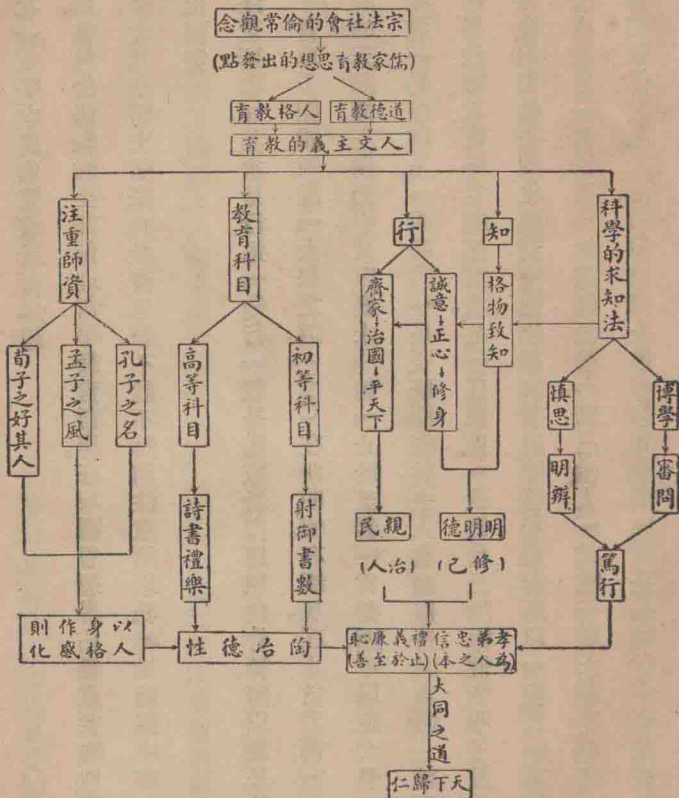 宗法社會的倫常觀念
(儒家教育思想的出發點)
道德教育
人格教育
人文主義的教育
科學的求知法
知
行
教育科目
注重師資
格物致知
誠意→正心→修身
齊家→治國→平天下
初等科目
高等科目
孔子之名
孟子之風
荀子之好其人
博學
慎思
審問
明辨
篤行
明明德
親民
(修己)
(治人)
射御書數
詩書禮樂
孝弟忠信禮義廉恥
(為人之本)(止於至善)
陶冶德性
以身作則
人格感化
大同之道
天下歸仁